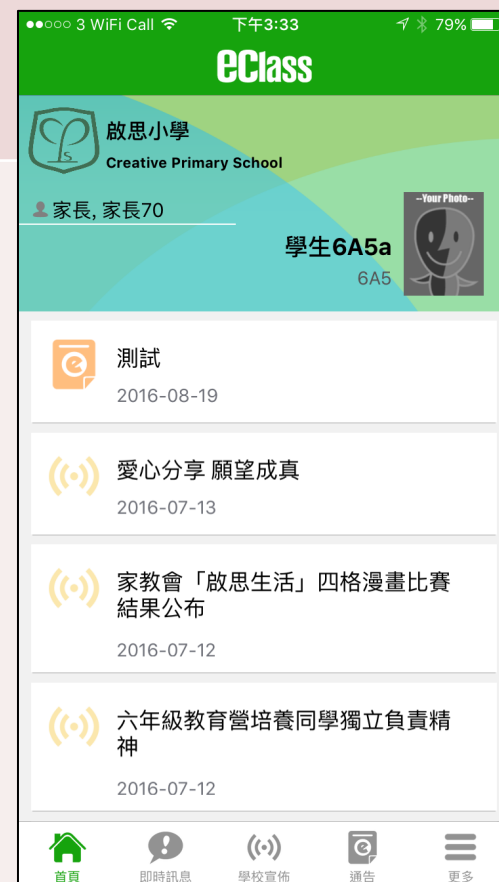 ●●○○○ 3 WiFi Call 下午3:33 79%
eClass
啟思小學
Creative Primary School
家長, 家長70
--Your Photo--
學生6A5a
6A5
測試
2016-08-19
愛心分享 願望成真
2016-07-13
家教會「啟思生活」四格漫畫比賽
結果公布
2016-07-12
六年級教育營培養同學獨立負責精
神
2016-07-12
首頁 即時訊息 學校宣佈 通告 更多